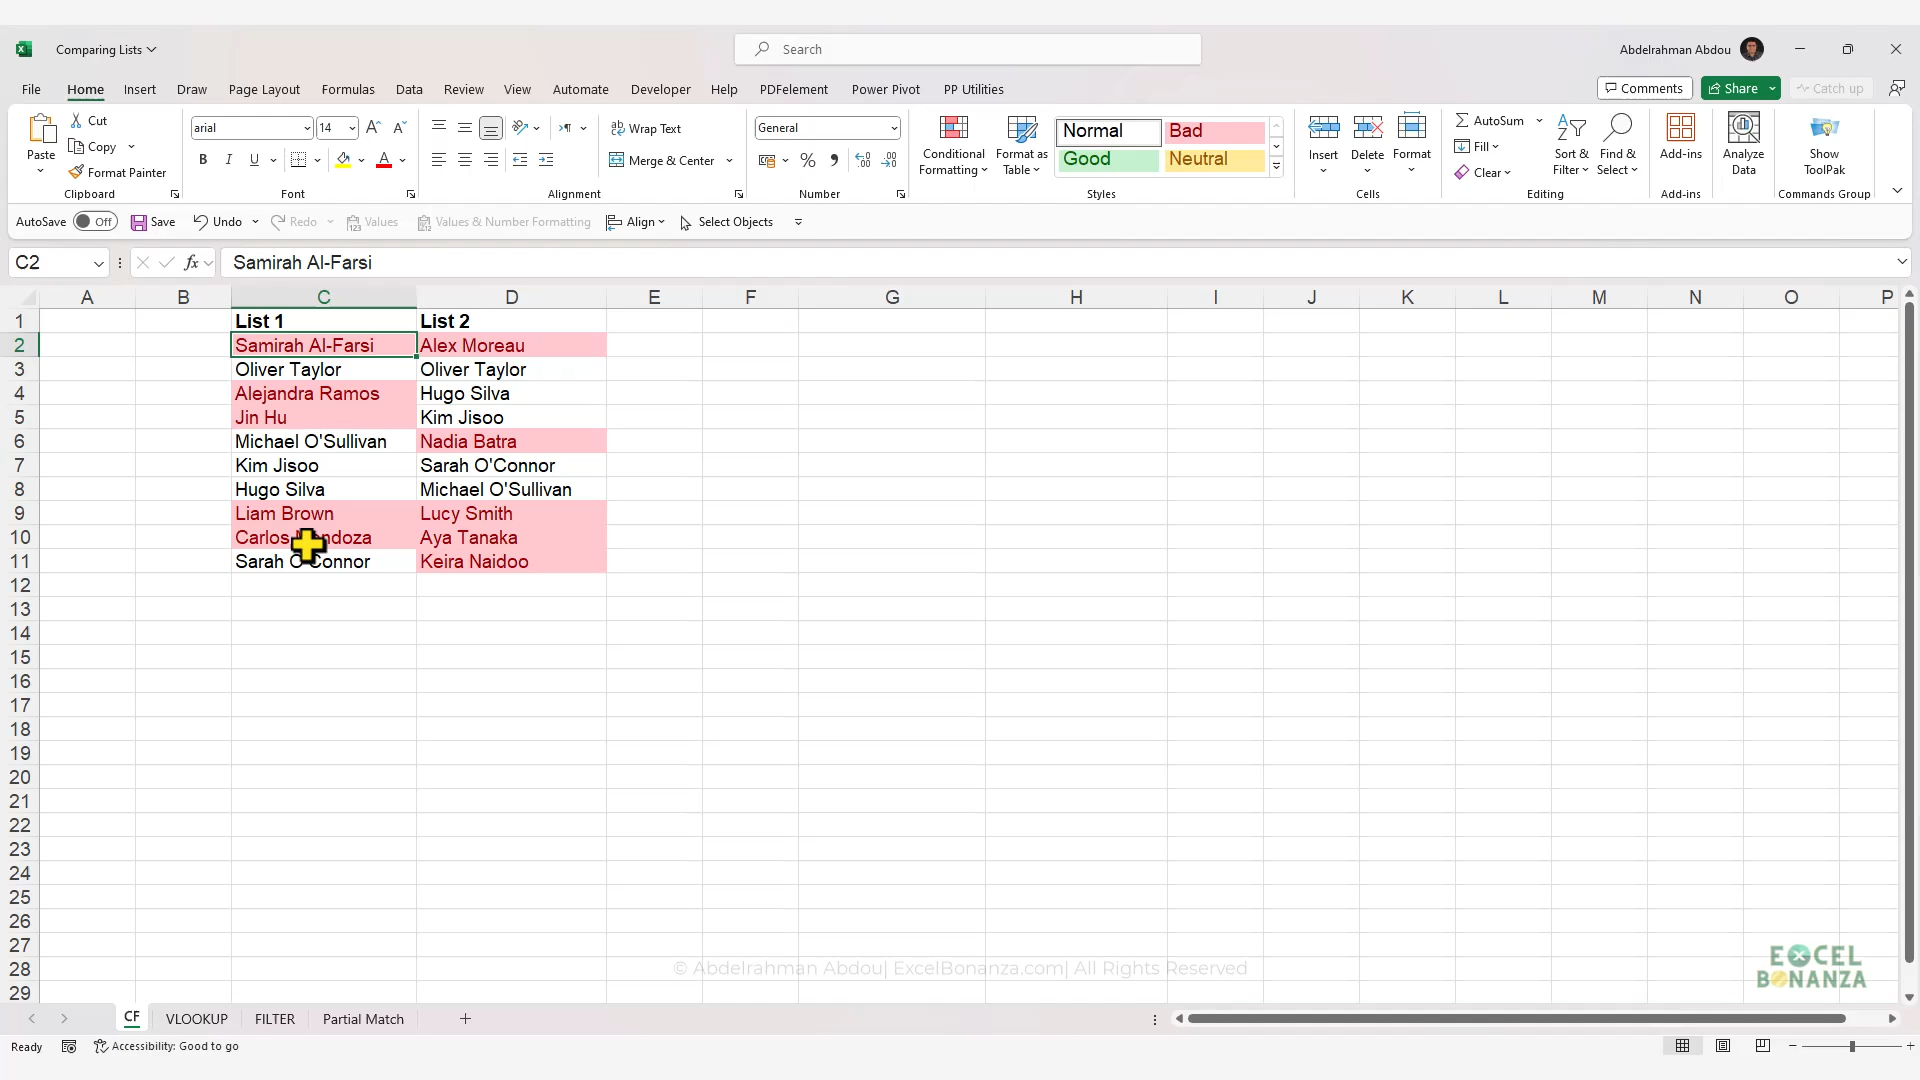 Comparing Lists
Search
Abdelrahman Abdou
File Home Insert Draw Page Layout Formulas Data Review View Automate Developer Help PDFelement Power Pivot PP Utilities
Comments Share Catch up
Paste
Cut
Copy
Format Painter
Clipboard
arial 14
B I U
Font
Wrap Text
Merge & Center
Alignment
General
Number
Conditional Formatting
Format as Table
Normal Bad
Good Neutral
Styles
Insert Delete Format
Cells
AutoSum
Fill
Clear
Sort & Filter
Find & Select
Editing
Add-ins
Add-ins
Analyze Data
Show ToolPak
Commands Group
AutoSave Off Save Undo Redo Values Values & Number Formatting Align Select Objects
C2 fx Samirah Al-Farsi
A B C D E F G H I J K L M N O P
1 List 1 List 2
2 Samirah Al-Farsi Alex Moreau
3 Oliver Taylor Oliver Taylor
4 Alejandra Ramos Hugo Silva
5 Jin Hu Kim Jisoo
6 Michael O'Sullivan Nadia Batra
7 Kim Jisoo Sarah O'Connor
8 Hugo Silva Michael O'Sullivan
9 Liam Brown Lucy Smith
10 Carlos Mendoza Aya Tanaka
11 Sarah O'Connor Keira Naidoo
12
13
14
15
16
17
18
19
20
21
22
23
24
25
26
27
28
29
© Abdelrahman Abdou| ExcelBonanza.com| All Rights Reserved
EXCEL
BONANZA
CF VLOOKUP FILTER Partial Match
Ready Accessibility: Good to go